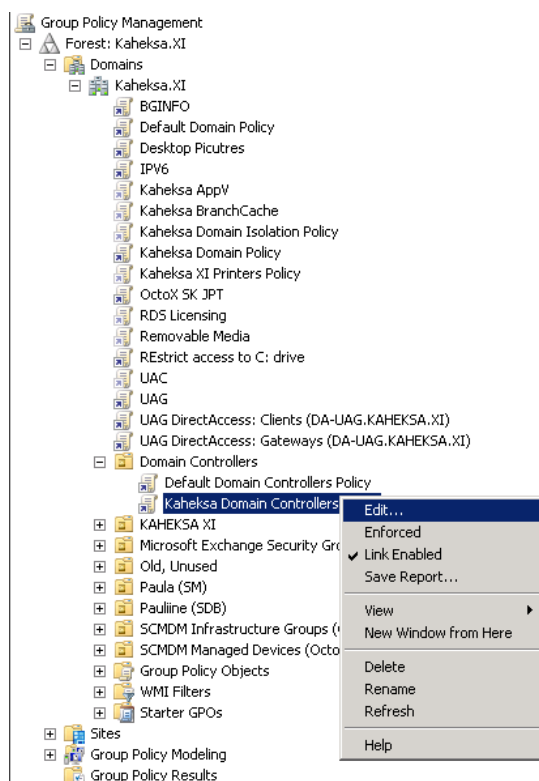 Group Policy Management
Forest: Kaheksa.XI
Domains
Kaheksa.XI
BGINFO
Default Domain Policy
Desktop Picutres
IPV6
Kaheksa AppV
Kaheksa BranchCache
Kaheksa Domain Isolation Policy
Kaheksa Domain Policy
Kaheksa XI Printers Policy
OctoX SK JPT
RDS Licensing
Removable Media
REstrict access to C: drive
UAC
UAG
UAG DirectAccess: Clients (DA-UAG.KAHEKSA.XI)
UAG DirectAccess: Gateways (DA-UAG.KAHEKSA.XI)
Domain Controllers
Default Domain Controllers Policy
Kaheksa Domain Controllers
KAHEKSA XI
Microsoft Exchange Security Gro
Old, Unused
Paula (SM)
Pauliine (SDB)
SCMDM Infrastructure Groups (
SCMDM Managed Devices (Octo
Group Policy Objects
WMI Filters
Starter GPOs
Sites
Group Policy Modeling
Group Policy Results
Edit...
Enforced
Link Enabled
Save Report...
View
New Window from Here
Delete
Rename
Refresh
Help